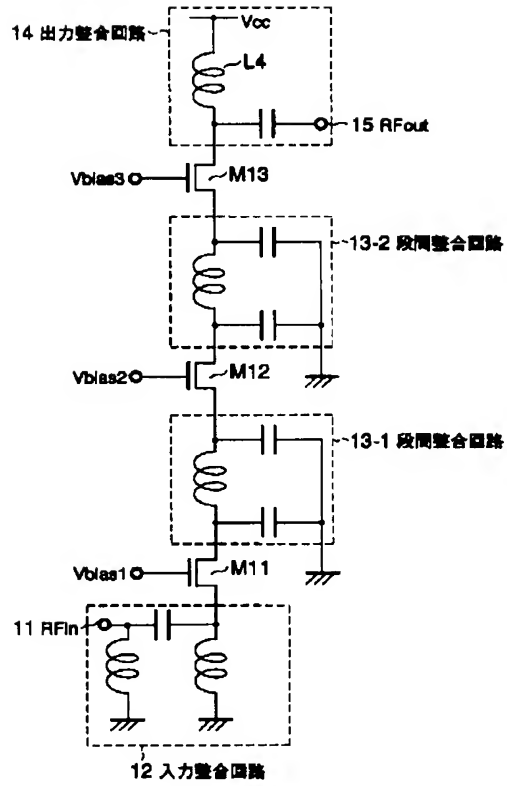 Vcc
14 出力整合回路
L4
15 RFout
Vbias3
M13
13-2 段間整合回路
Vbias2
M12
13-1 段間整合回路
Vbias1
M11
11 RFin
12 入力整合回路